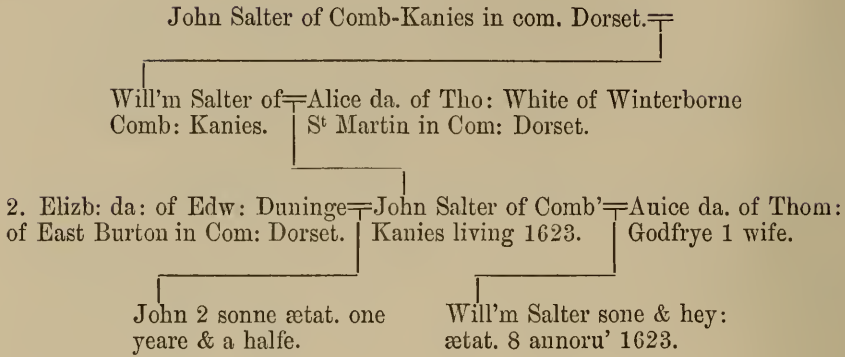 John Salter of Comb-Kanies in com. Dorset.
Will'm Salter of Comb: Kanies.
Alice da. of Tho: White of Winterborne
St Martin in Com: Dorset.
2. Elizb: da: of Edw: Duninge
of East Burton in Com: Dorset.
John Salter of Comb'
Kanies living 1623.
Auice da. of Thom:
Godfrye 1 wife.
John 2 sonne ætat. one
yeare & a halfe.
Will'm Salter sone & hey:
ætat. 8 annoru' 1623.